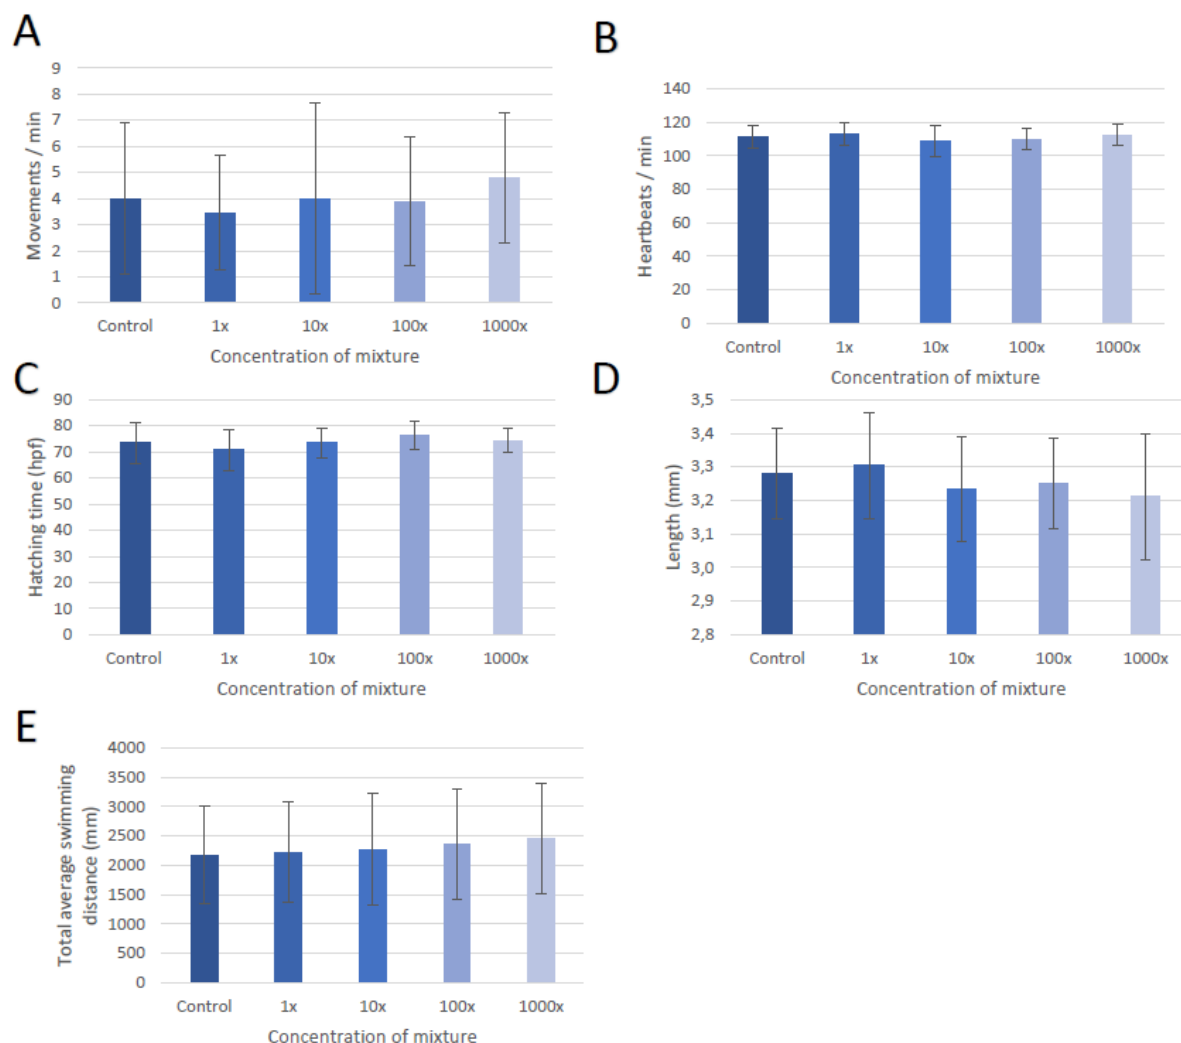 A
9
8
7
6
5
4
3
2
1
0
Movements / min
Control 1x 10x 100x 1000x
Concentration of mixture
B
140
120
100
80
60
40
20
0
Heartbeats / min
Control 1x 10x 100x 1000x
Concentration of mixture
C
90
80
70
60
50
40
30
20
10
0
Hatching time (hpf)
Control 1x 10x 100x 1000x
Concentration of mixture
D
3,5
3,4
3,3
3,2
3,1
3,0
2,9
2,8
Length (mm)
Control 1x 10x 100x 1000x
Concentration of mixture
E
4000
3500
3000
2500
2000
1500
1000
500
0
Total average swimming
distance (mm)
Control 1x 10x 100x 1000x
Concentration of mixture